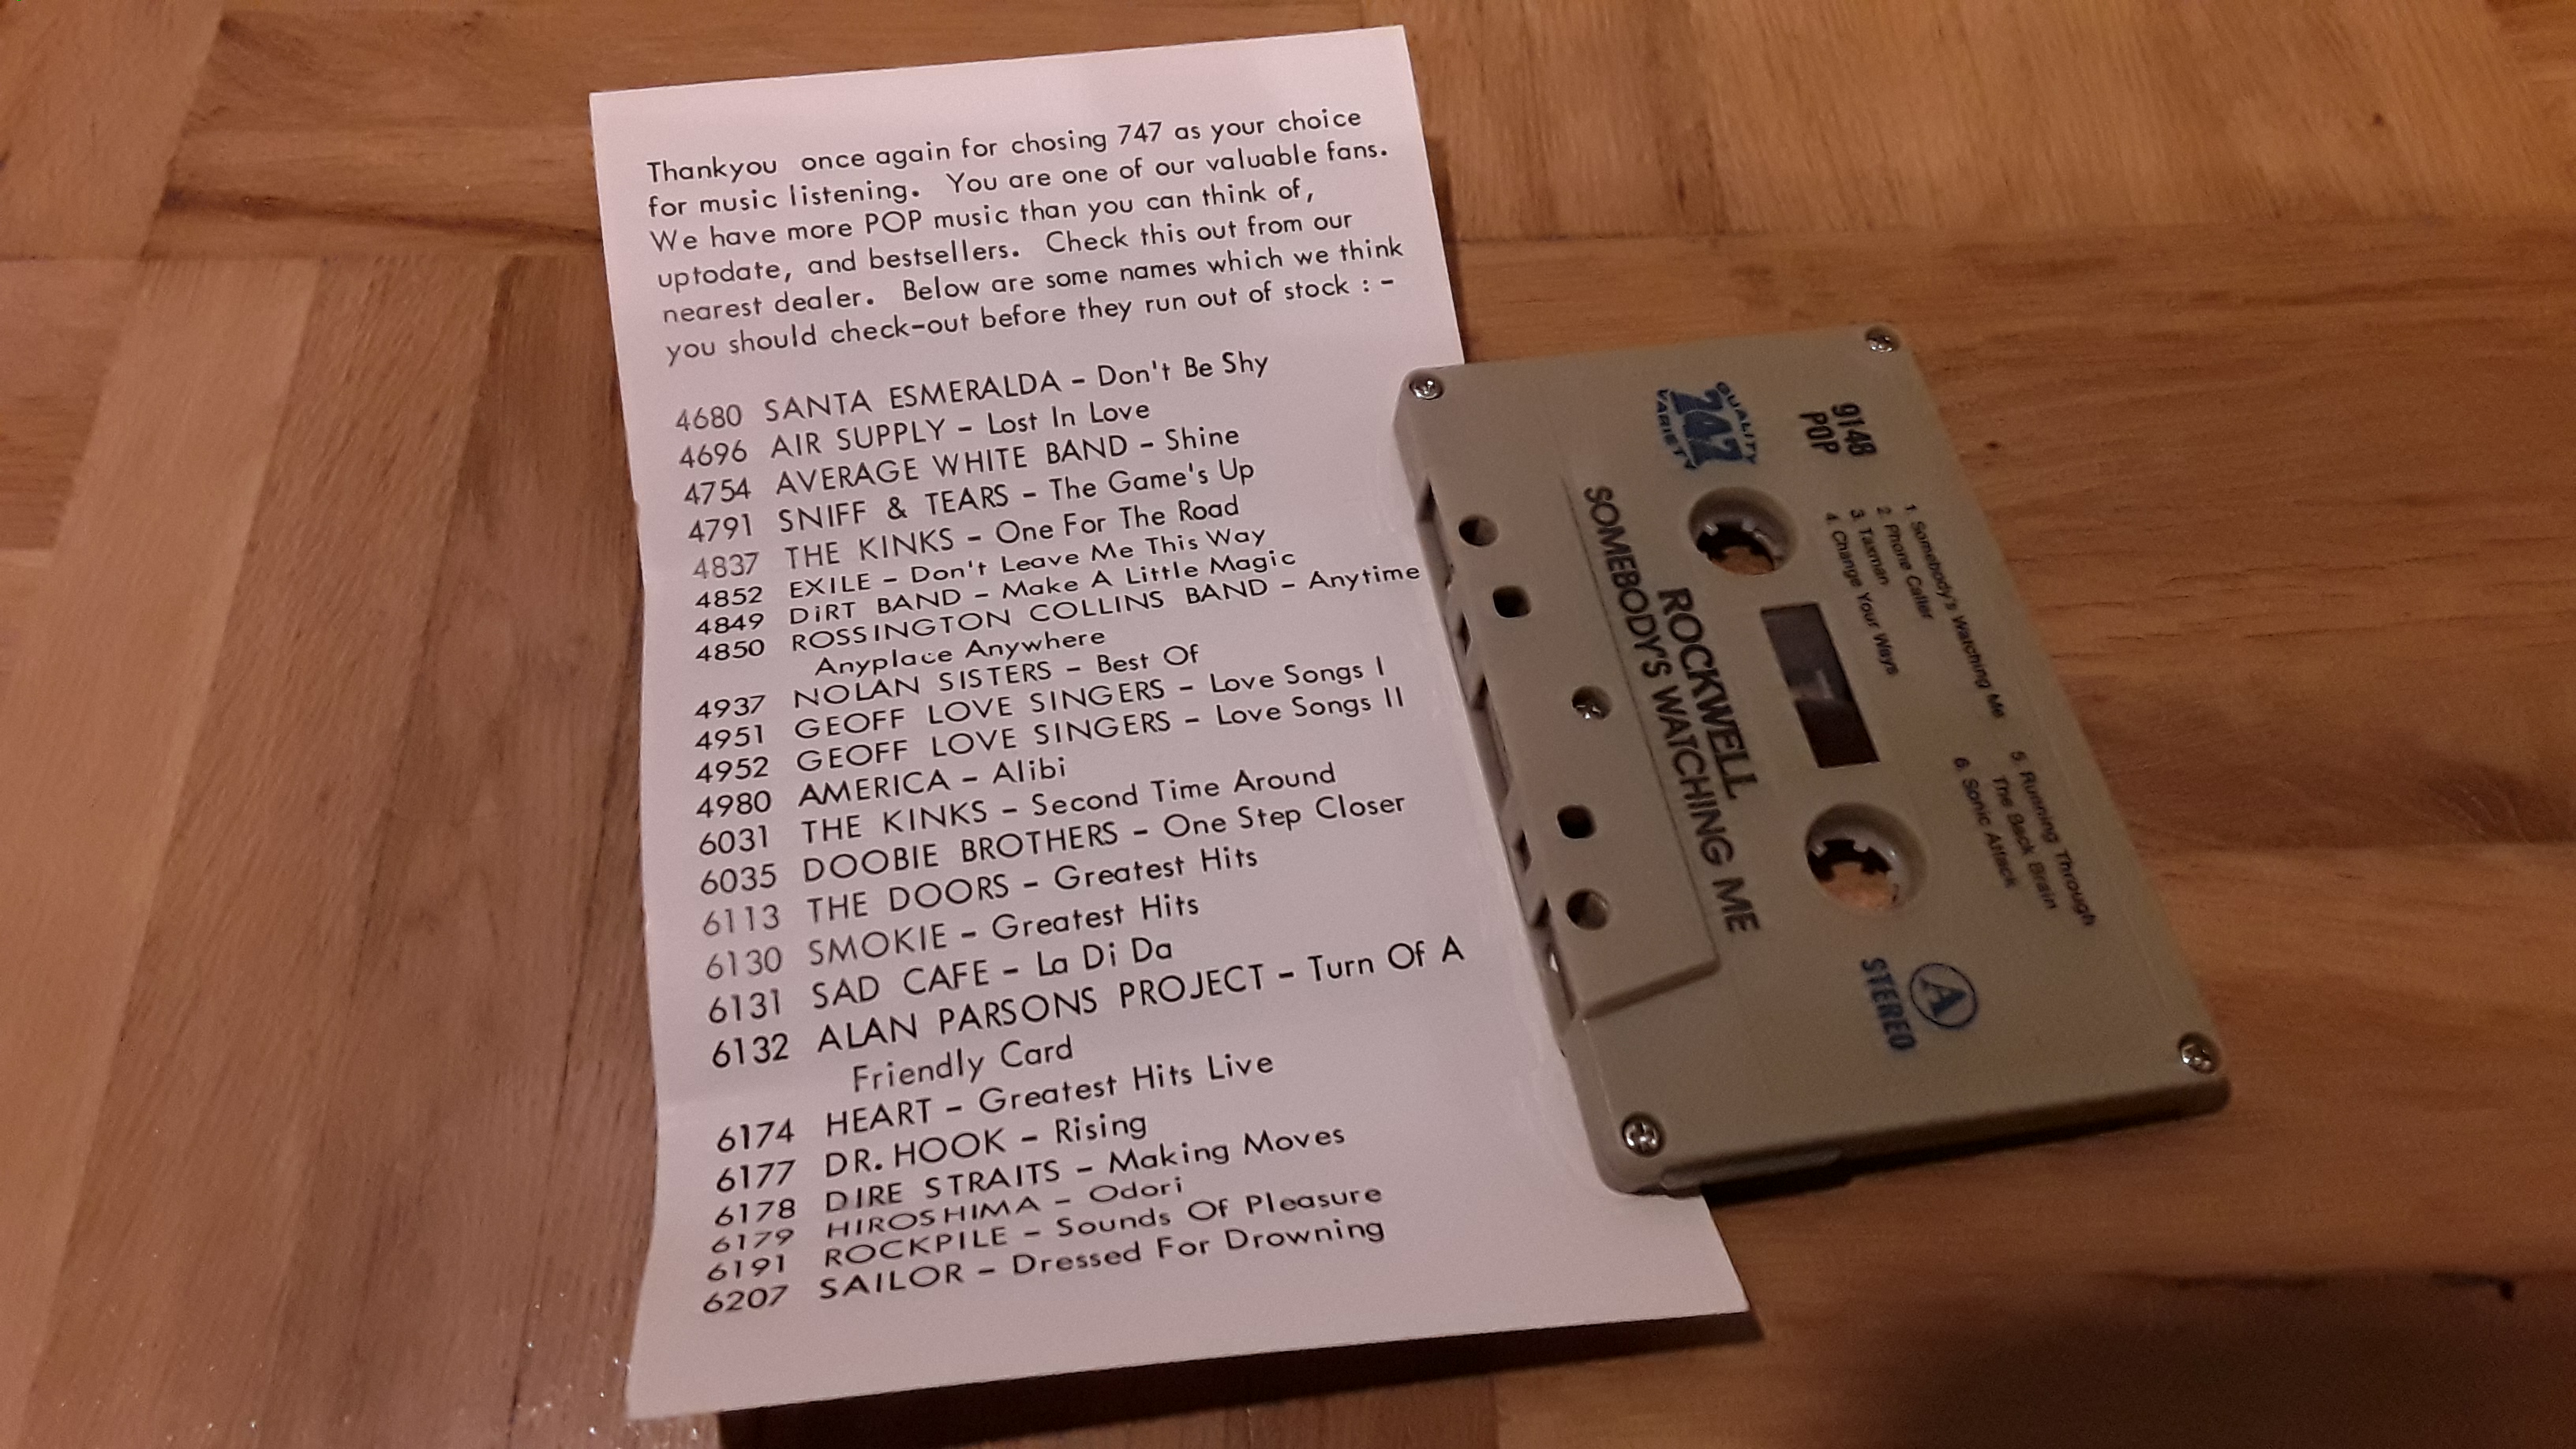 Thankyou once again for chosing 747 as your choice
for music listening. You are one of our valuable fans.
We have more POP music than you can think of,
uptodate, and bestsellers. Check this out from our
nearest dealer. Below are some names which we think
you should check-out before they run out of stock : -
4680 SANTA ESMERALDA - Don't Be Shy
4696 AIR SUPPLY - Lost In Love
4754 AVERAGE WHITE BAND - Shine
4791 SNIFF & TEARS - The Game's Up
4837 THE KINKS - One For The Road
4852 EXILE - Don't Leave Me This Way
4849 DiRT BAND - Make A Little Magic
4850 ROSSINGTON COLLINS BAND - Anytime
Anyplace Anywhere
4937 NOLAN SISTERS - Best Of
4951 GEOFF LOVE SINGERS - Love Songs I
4952 GEOFF LOVE SINGERS - Love Songs II
4980 AMERICA - Alibi
6031 THE KINKS - Second Time Around
6035 DOOBIE BROTHERS - One Step Closer
6113 THE DOORS - Greatest Hits
6130 SMOKIE - Greatest Hits
6131 SAD CAFE - La Di Da
6132 ALAN PARSONS PROJECT - Turn Of A
Friendly Card
6174 HEART - Greatest Hits Live
6177 DR. HOOK - Rising
6178 DIRE STRAITS - Making Moves
6179 HIROSHIMA - Odori
6191 ROCKPILE - Sounds Of Pleasure
6207 SAILOR - Dressed For Drowning
9148
POP
QUALITY
747
VARIETY
1. Somebody's Watching Me
2. Phone Caller
3. Taxman
4. Change Your Ways
5. Running Through
The Back Brain
6. Sonic Attack
A
STEREO
ROCKWELL
SOMEBODY'S WATCHING ME